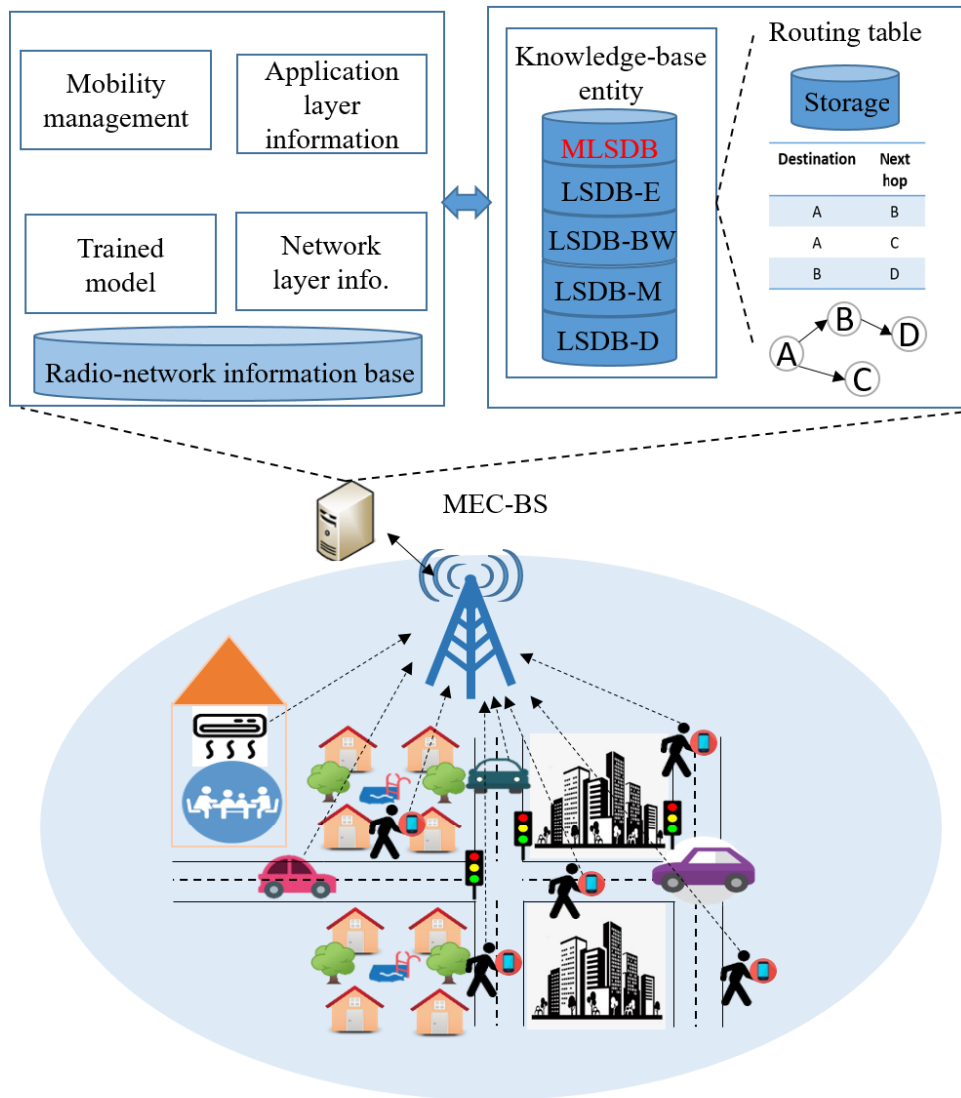 Mobility
management
Application
layer
information
Trained
model
Network
layer info.
Radio-network information base
Knowledge-base
entity
MLSDB
LSDB-E
LSDB-BW
LSDB-M
LSDB-D
Routing table
Storage
Destination Next
hop
A B
A C
B D
B
D
A
C
MEC-BS